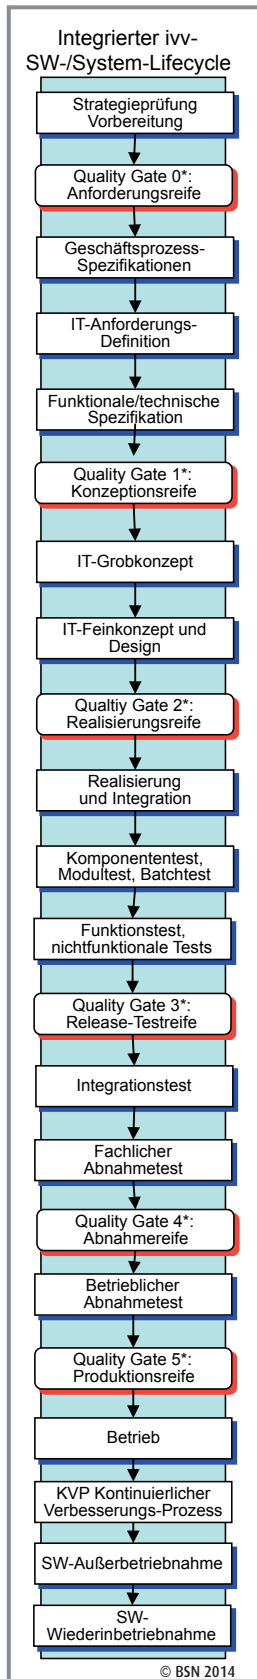 Integrierter ivv-
SW-/System-Lifecycle
Strategieprüfung
Vorbereitung
Quality Gate 0*:
Anforderungsreife
Geschäftsprozess-
Spezifikationen
IT-Anforderungs-
Definition
Funktionale/technische
Spezifikation
Quality Gate 1*:
Konzeptionsreife
IT-Grobkonzept
IT-Feinkonzept und
Design
Qualtiy Gate 2*:
Realisierungsreife
Realisierung
und Integration
Komponententest,
Modultest, Batchtest
Funktionstest,
nichtfunktionale Tests
Quality Gate 3*:
Release-Testreife
Integrationstest
Fachlicher
Abnahmetest
Quality Gate 4*:
Abnahmereife
Betrieblicher
Abnahmetest
Quality Gate 5*:
Produktionsreife
Betrieb
KVP Kontinuierlicher
Verbesserungs-Prozess
SW-Außerbetriebnahme
SW-
Wiederinbetriebnahme
© BSN 2014